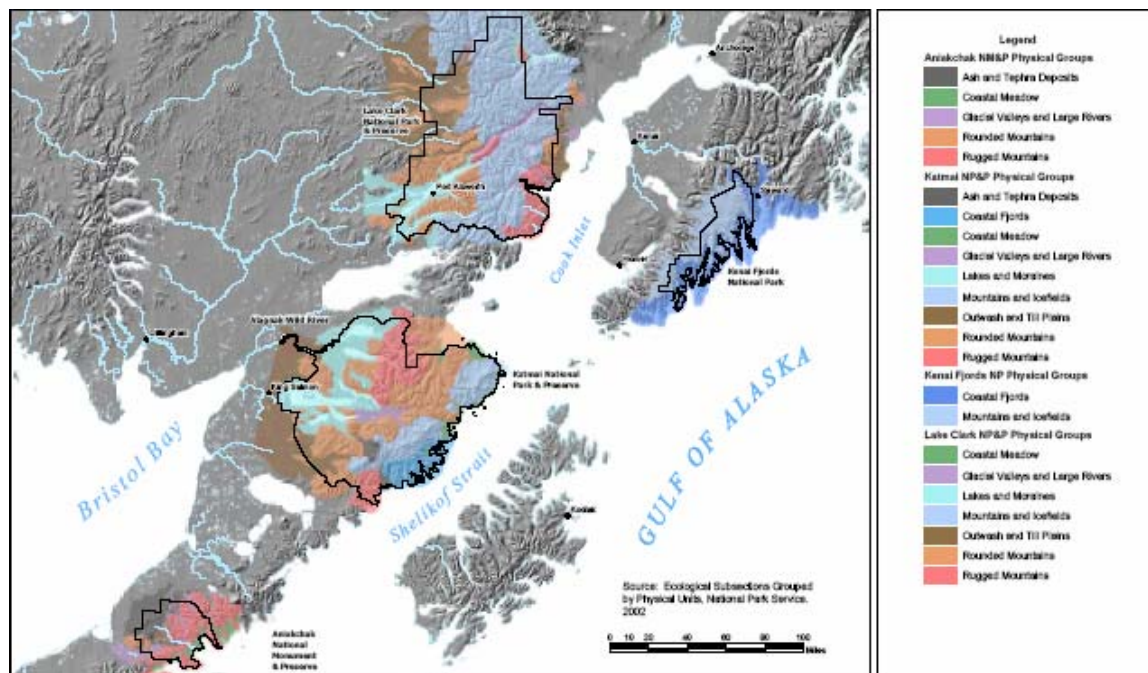 Anchorage
Lake Clark
National Park
& Preserve
Kenai
Port Alsworth
Seward
Cook Inlet
Homer
Kenai Fjords
National Park
Alagnak Wild River
Dillingham
King Salmon
Katmai National
Park & Preserve
Bristol Bay
Shelikof Strait
GULF OF ALASKA
Kodiak
Source: Ecological Subsections Grouped
by Physical Units, National Park Service,
2002
Aniakchak
National
Monument
& Preserve
0 10 20 40 60 80 100
Miles
Legend
Aniakchak NM&P Physical Groups
Ash and Tephra Deposits
Coastal Meadow
Glacial Valleys and Large Rivers
Rounded Mountains
Rugged Mountains
Katmai NP&P Physical Groups
Ash and Tephra Deposits
Coastal Fjords
Coastal Meadow
Glacial Valleys and Large Rivers
Lakes and Moraines
Mountains and Icefields
Outwash and Till Plains
Rounded Mountains
Rugged Mountains
Kenai Fjords NP Physical Groups
Coastal Fjords
Mountains and Icefields
Lake Clark NP&P Physical Groups
Coastal Meadow
Glacial Valleys and Large Rivers
Lakes and Moraines
Mountains and Icefields
Outwash and Till Plains
Rounded Mountains
Rugged Mountains